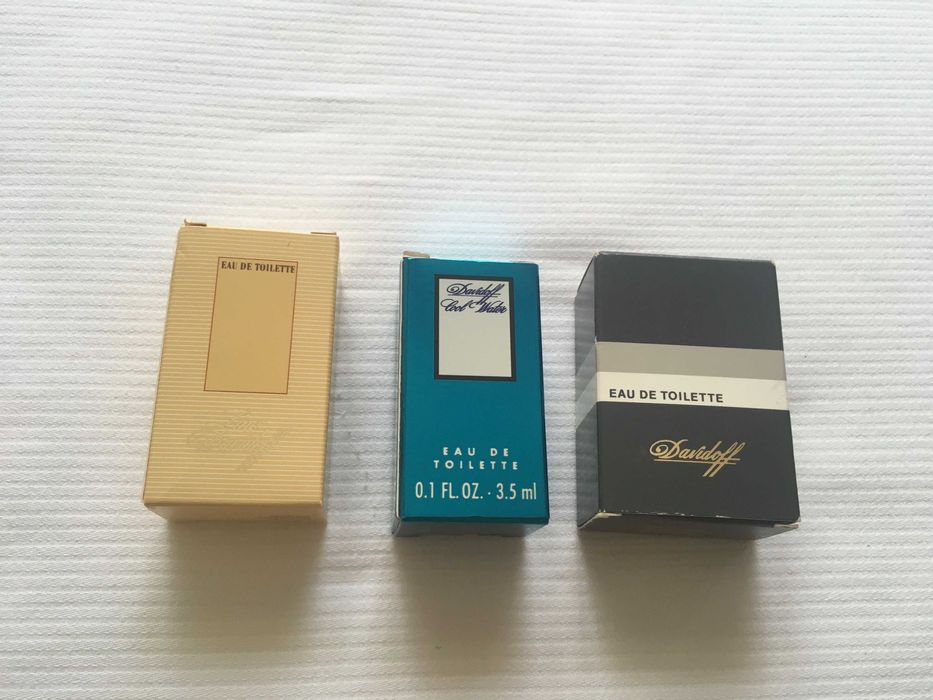 EAU DE TOILETTE
Davidoff
Cool Water
EAU DE
TOILETTE
0.1 FL. OZ. · 3.5 ml
EAU DE TOILETTE
Davidoff